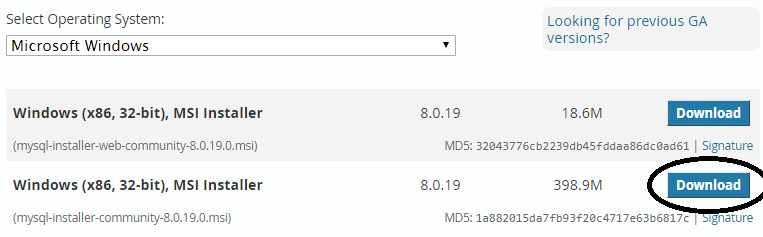 Select Operating System:
Looking for previous GA
versions?
Microsoft Windows
Windows (x86, 32-bit), MSI Installer 8.0.19 18.6M Download
(mysql-installer-web-community-8.0.19.0.msi) MD5: 32043776cb2239db45fddaa86dc0ad61 | Signature
Windows (x86, 32-bit), MSI Installer 8.0.19 398.9M Download
(mysql-installer-community-8.0.19.0.msi) MD5: 1a882015da7fb93f20c4717e63b6817c | Signature